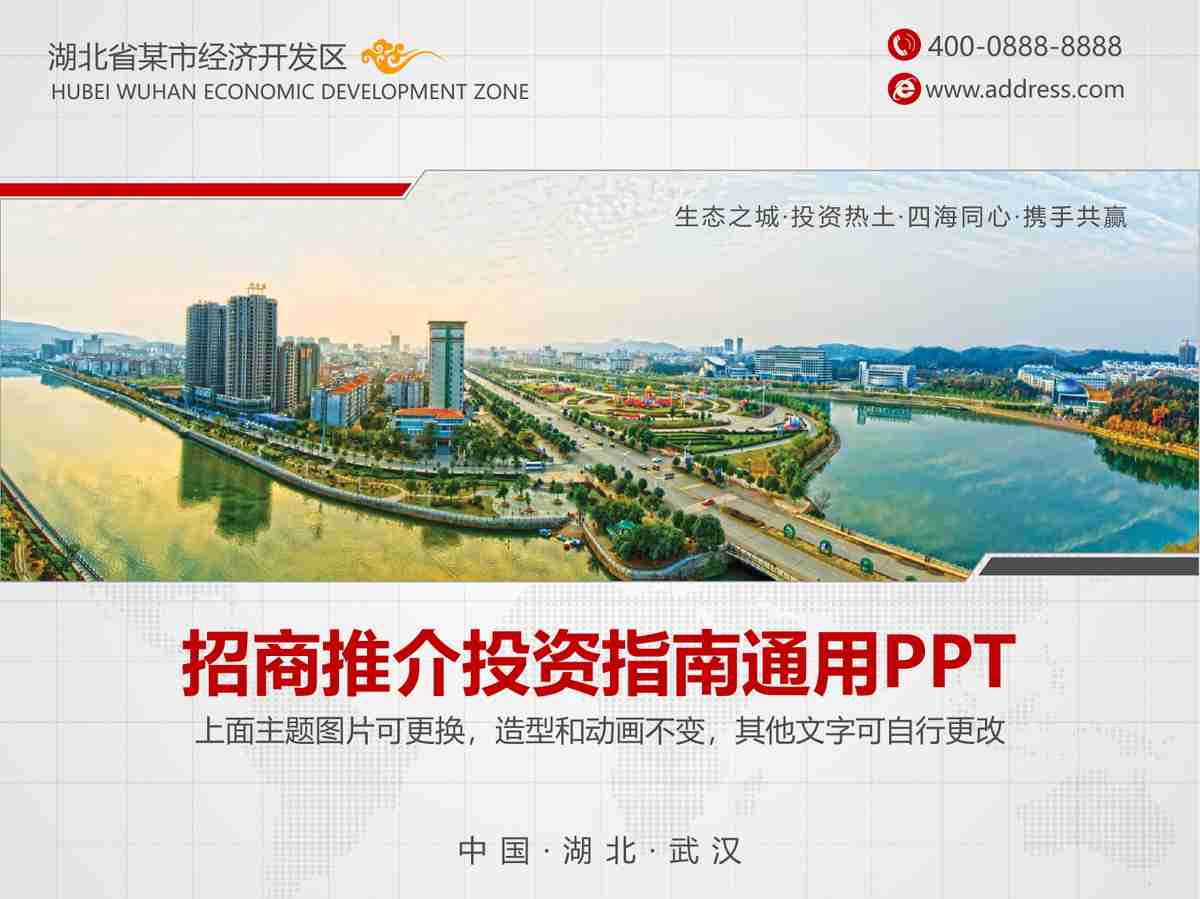 湖北省某市经济开发区
HUBEI WUHAN ECONOMIC DEVELOPMENT ZONE
400-0888-8888
www.address.com
生态之城·投资热土·四海同心·携手共赢
招商推介投资指南通用PPT
上面主题图片可更换，造型和动画不变，其他文字可自行更改
中国·湖北·武汉